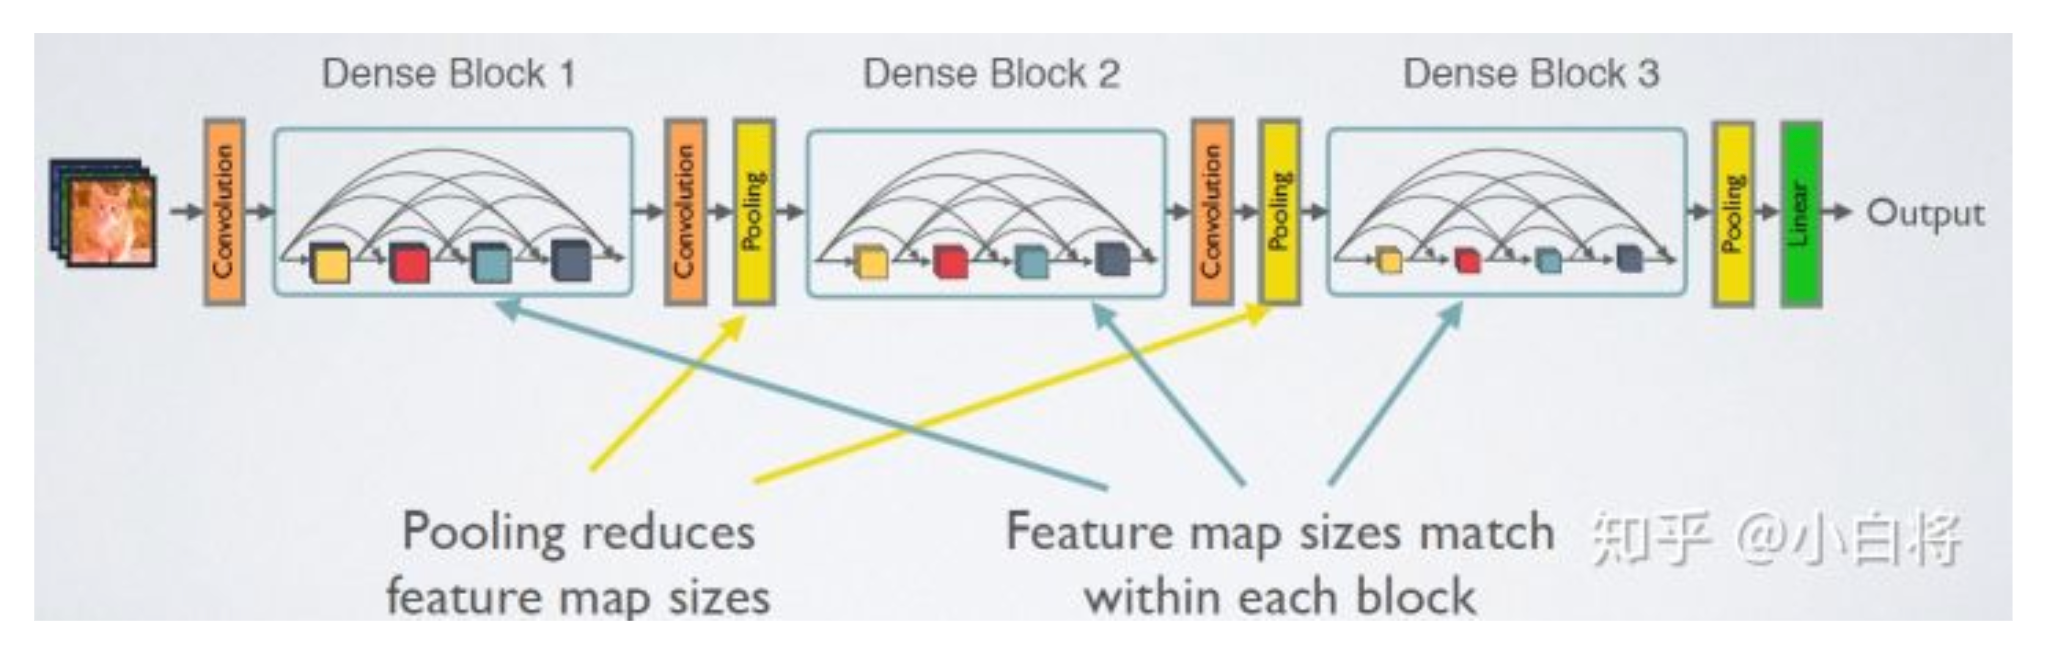 Dense Block 1
Dense Block 2
Dense Block 3
Convolution
Convolution
Pooling
Convolution
Pooling
Pooling
Linear
Output
Pooling reduces
feature map sizes
Feature map sizes match
within each block
知乎 @小白将